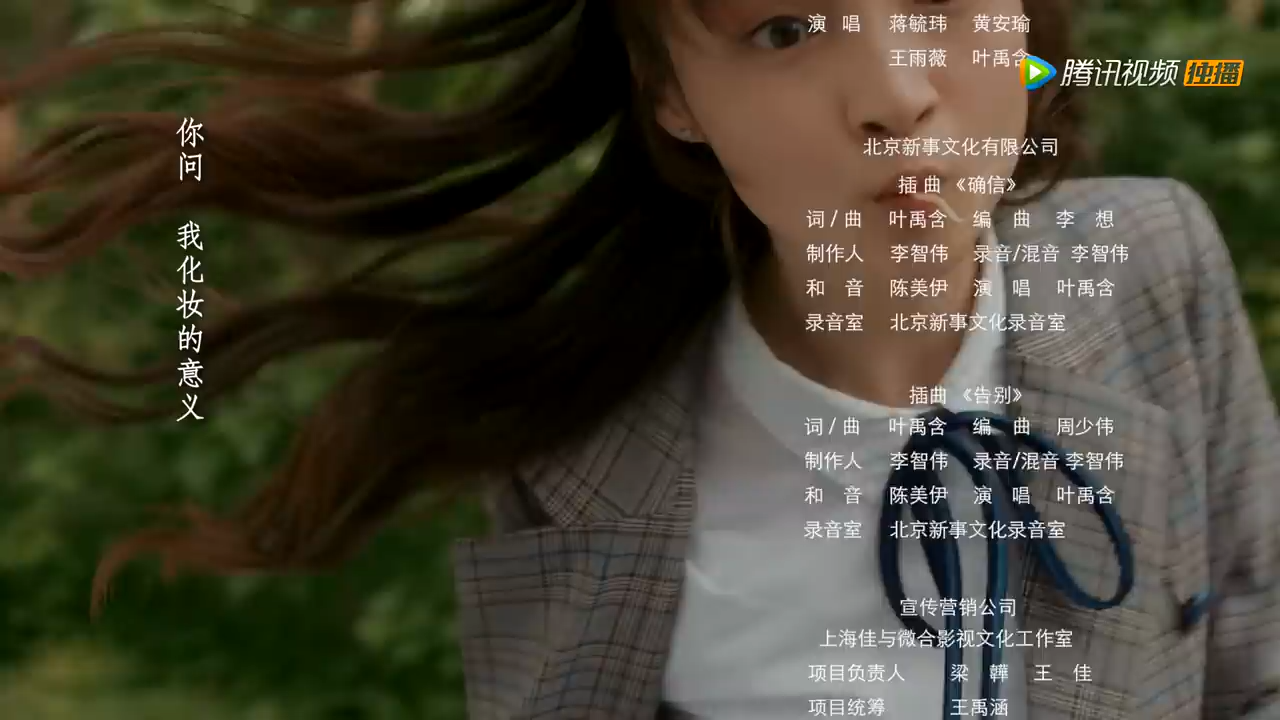 演 唱 蒋毓玮 黄安瑜
王雨薇 叶禹含
腾讯视频 独播
你问 我化妆的意义
北京新事文化有限公司
插曲《确信》
词/曲 叶禹含 编 曲 李 想
制作人 李智伟 录音/混音 李智伟
和 音 陈美伊 演 唱 叶禹含
录音室 北京新事文化录音室
插曲《告别》
词/曲 叶禹含 编 曲 周少伟
制作人 李智伟 录音/混音 李智伟
和 音 陈美伊 演 唱 叶禹含
录音室 北京新事文化录音室
宣传营销公司
上海佳与微合影视文化工作室
项目负责人 梁 韡 王 佳
项目统筹 王禹涵